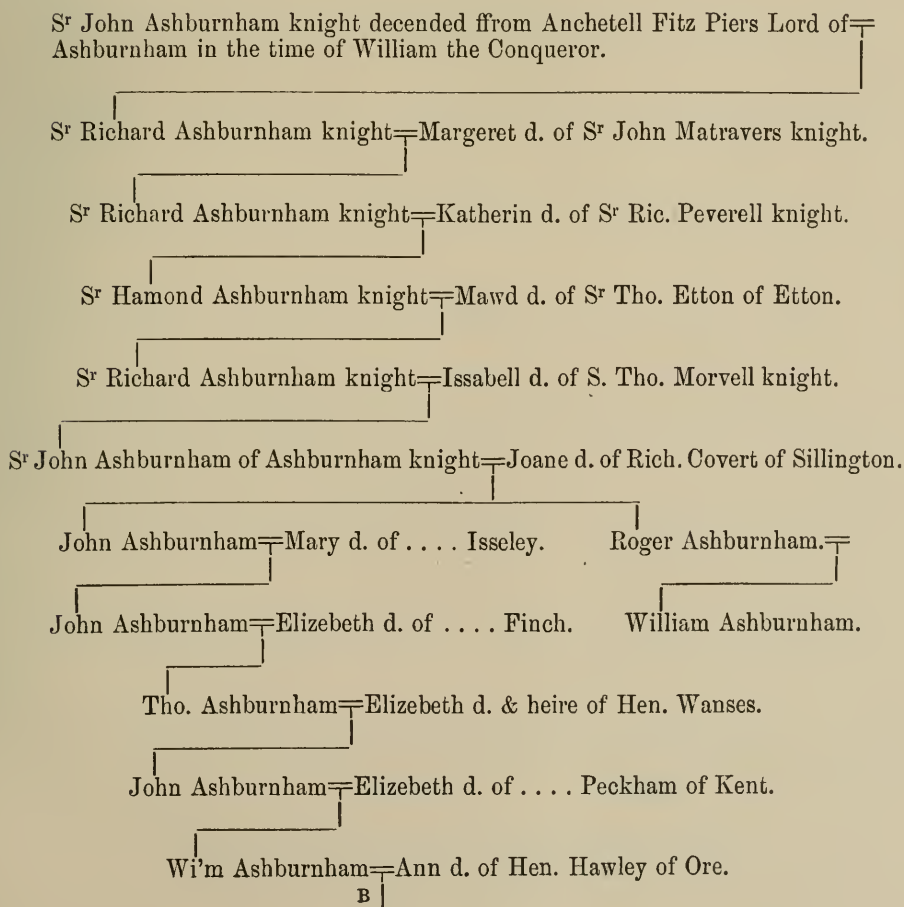 Sʳ John Ashburnham knight decended ffrom Anchetell Fitz Piers Lord of
Ashburnham in the time of William the Conqueror.
Sʳ Richard Ashburnham knight=Margeret d. of Sʳ John Matravers knight.
Sʳ Richard Ashburnham knight=Katherin d. of Sʳ Ric. Peverell knight.
Sʳ Hamond Ashburnham knight=Mawd d. of Sʳ Tho. Etton of Etton.
Sʳ Richard Ashburnham knight=Issabell d. of S. Tho. Morvell knight.
Sʳ John Ashburnham of Ashburnham knight=Joane d. of Rich. Covert of Sillington.
John Ashburnham=Mary d. of .... Isseley. Roger Ashburnham.=
John Ashburnham=Elizebeth d. of .... Finch. William Ashburnham.
Tho. Ashburnham=Elizebeth d. & heire of Hen. Wanses.
John Ashburnham=Elizebeth d. of .... Peckham of Kent.
Wi'm Ashburnham=Ann d. of Hen. Hawley of Ore.
B